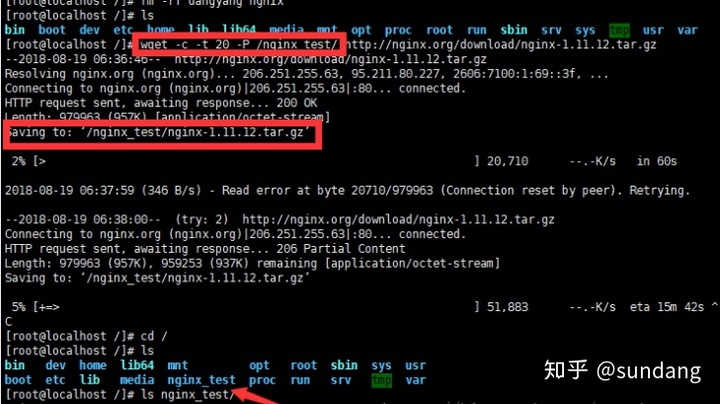 [root@localhost /]# rm -rf dangyang nginx
[root@localhost /]# ls
bin boot dev etc home lib lib64 media mnt opt proc root run sbin srv sys tmp usr var
[root@localhost /]# wget -c -t 20 -P /nginx_test/ http://nginx.org/download/nginx-1.11.12.tar.gz
--2018-08-19 06:36:46-- http://nginx.org/download/nginx-1.11.12.tar.gz
Resolving nginx.org (nginx.org)... 206.251.255.63, 95.211.80.227, 2606:7100:1:69::3f, ...
Connecting to nginx.org (nginx.org)|206.251.255.63|:80... connected.
HTTP request sent, awaiting response... 200 OK
Length: 979963 (957K) [application/octet-stream]
Saving to: ‘/nginx_test/nginx-1.11.12.tar.gz’
2% [> ] 20,710 --.-K/s in 60s
2018-08-19 06:37:59 (346 B/s) - Read error at byte 20710/979963 (Connection reset by peer). Retrying.
--2018-08-19 06:38:00-- (try: 2) http://nginx.org/download/nginx-1.11.12.tar.gz
Connecting to nginx.org (nginx.org)|206.251.255.63|:80... connected.
HTTP request sent, awaiting response... 206 Partial Content
Length: 979963 (957K), 959253 (937K) remaining [application/octet-stream]
Saving to: ‘/nginx_test/nginx-1.11.12.tar.gz’
5% [+=> ] 51,883 --.-K/s eta 15m 42s ^
C
[root@localhost /]# cd /
[root@localhost /]# ls
bin dev home lib64 mnt opt root sbin sys usr
boot etc lib media nginx_test proc run srv tmp var
[root@localhost /]# ls nginx_test/
知乎 @sundang